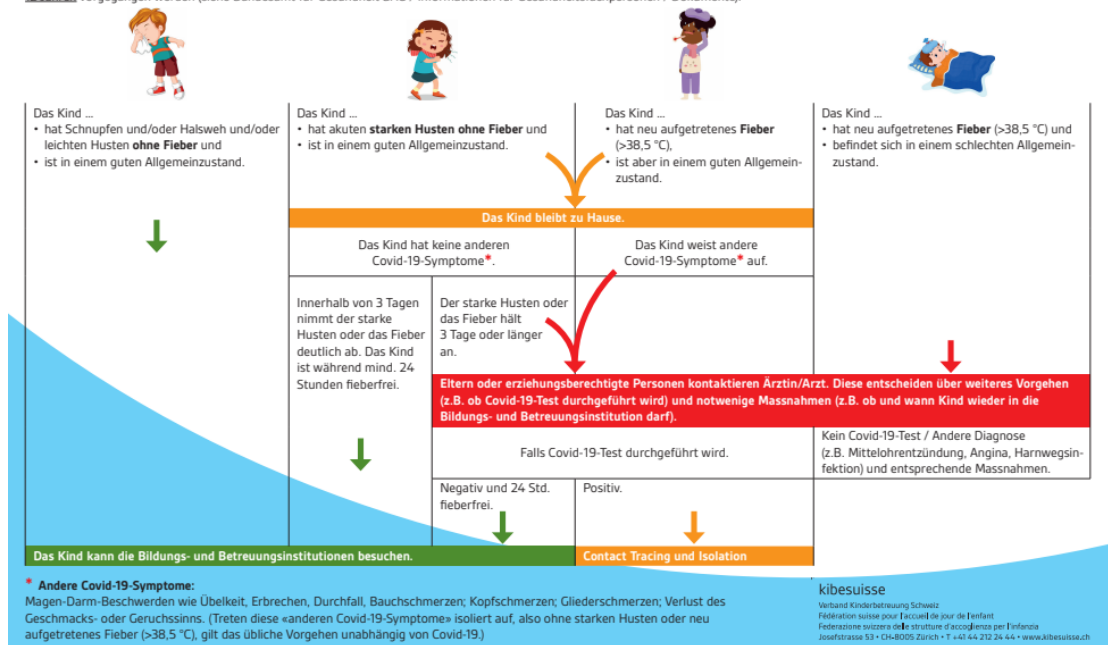 vorgegangen werden (siehe Bundesamt für Gesundheit BAG /
Das Kind ...
• hat Schnupfen und/oder Halsweh und/oder
leichten Husten ohne Fieber und
• ist in einem guten Allgemeinzustand.
Das Kind ...
• hat akuten starken Husten ohne Fieber und
• ist in einem guten Allgemeinzustand.
Das Kind ...
• hat neu aufgetretenes Fieber
(>38,5 °C),
• ist aber in einem guten Allgemein-
zustand.
Das Kind ...
• hat neu aufgetretenes Fieber (>38,5 °C) und
• befindet sich in einem schlechten Allgemein-
zustand.
Das Kind bleibt zu Hause.
Das Kind hat keine anderen
Covid-19-Symptome*.
Das Kind weist andere
Covid-19-Symptome* auf.
Innerhalb von 3 Tagen
nimmt der starke
Husten oder das Fieber
deutlich ab. Das Kind
ist während mind. 24
Stunden fieberfrei.
Der starke Husten oder
das Fieber hält
3 Tage oder länger
an.
Eltern oder erziehungsberechtigte Personen kontaktieren Ärztin/Arzt. Diese entscheiden über weiteres Vorgehen
(z.B. ob Covid-19-Test durchgeführt wird) und notwenige Massnahmen (z.B. ob und wann Kind wieder in die
Bildungs- und Betreuungsinstitution darf).
Falls Covid-19-Test durchgeführt wird.
Kein Covid-19-Test / Andere Diagnose
(z.B. Mittelohrentzündung, Angina, Harnwegsin-
fektion) und entsprechende Massnahmen.
Negativ und 24 Std.
fieberfrei.
Positiv.
Das Kind kann die Bildungs- und Betreuungsinstitutionen besuchen.
Contact Tracing und Isolation
* Andere Covid-19-Symptome:
Magen-Darm-Beschwerden wie Übelkeit, Erbrechen, Durchfall, Bauchschmerzen; Kopfschmerzen; Gliederschmerzen; Verlust des
Geschmacks- oder Geruchssinns. (Treten diese «anderen Covid-19-Symptome» isoliert auf, also ohne starken Husten oder neu
aufgetretenes Fieber (>38,5 °C), gilt das übliche Vorgehen unabhängig von Covid-19.)
kibesuisse
Verband Kinderbetreuung Schweiz
Fédération suisse pour l'accueil de jour de l'enfant
Federazione svizzera delle strutture d'accoglienza per l'infanzia
Josefstrasse 53 • CH-8005 Zürich • T +41 44 212 24 44 • www.kibesuisse.ch